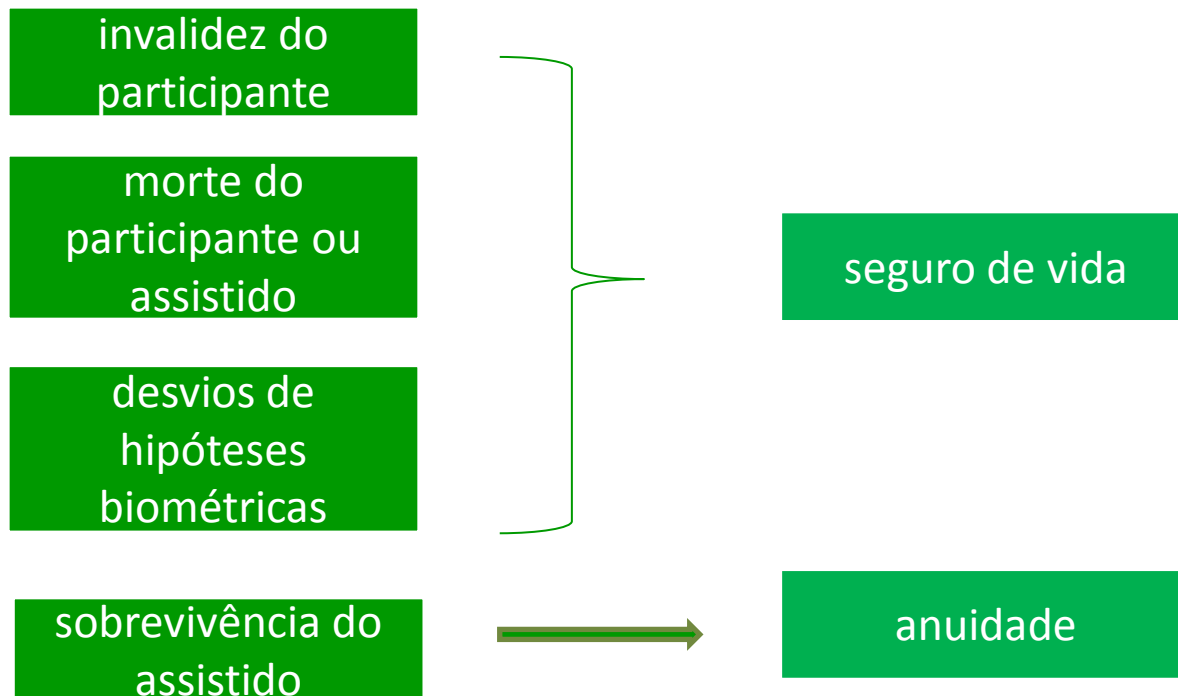 invalidez do
participante
morte do
participante ou
assistido
desvios de
hipóteses
biométricas
sobrevivência do
assistido
seguro de vida
anuidade